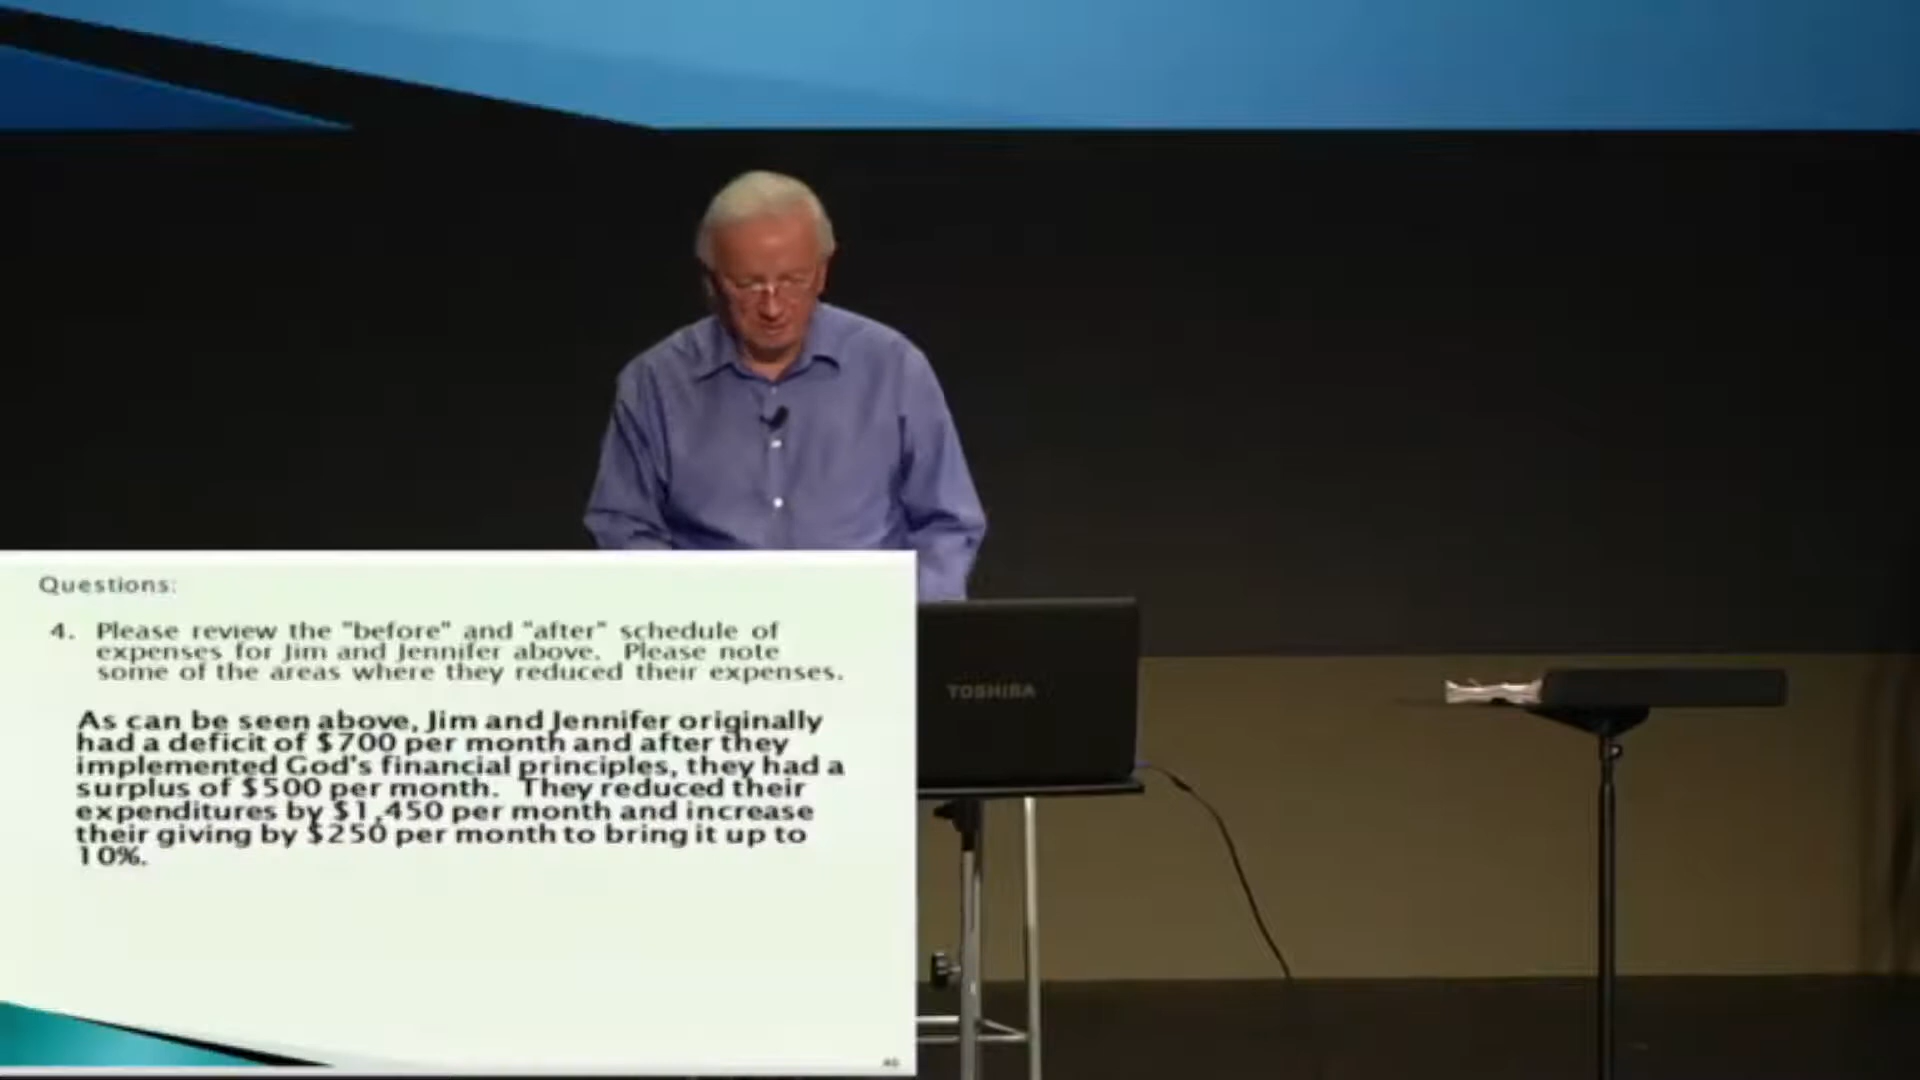 Questions:
4. Please review the "before" and "after" schedule of
expenses for Jim and Jennifer above. Please note
some of the areas where they reduced their expenses.
As can be seen above, Jim and Jennifer originally
had a deficit of $700 per month and after they
implemented God's financial principles, they had a
surplus of $500 per month. They reduced their
expenditures by $1,450 per month and increase
their giving by $250 per month to bring it up to
10%.
TOSHIBA